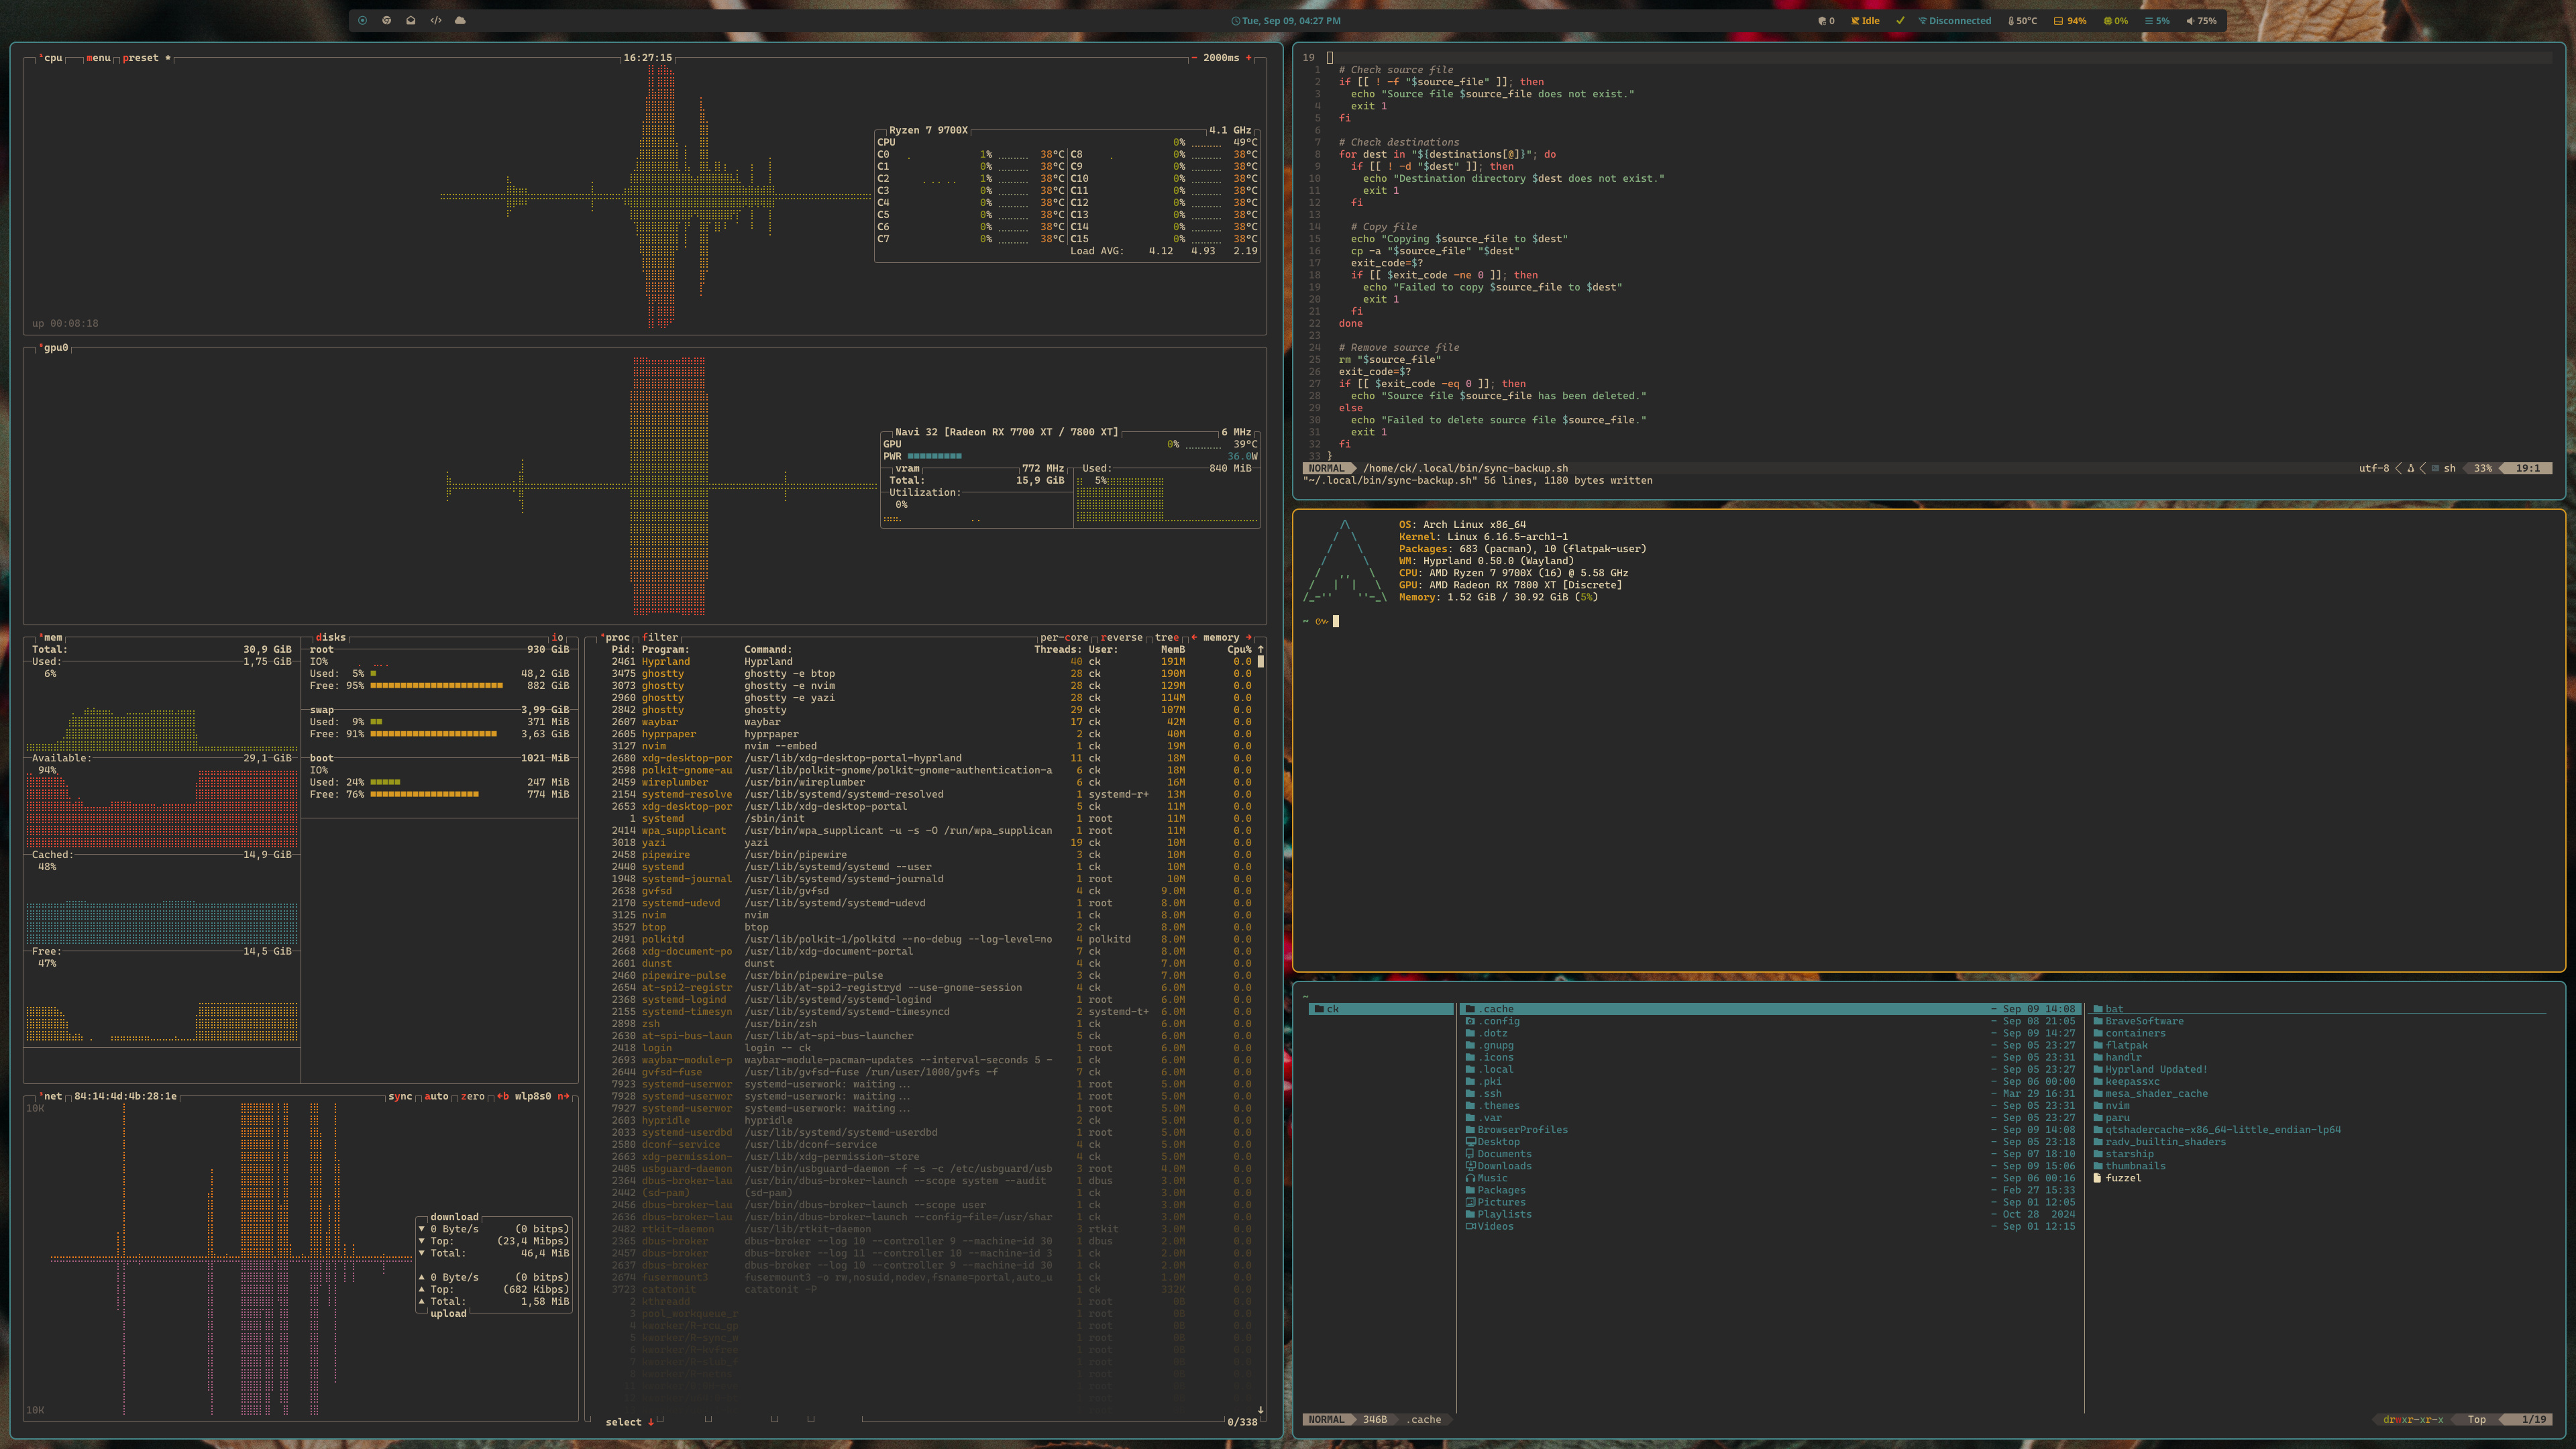 Tue, Sep 09, 04:27 PM
0 Idle Disconnected 50°C 94% 0% 5% 75%
*cpu menu preset * 16:27:15 - 2000ms +
Ryzen 7 9700X 4.1 GHz
CPU 0% 49°C
C0 1% 38°C C8 0% 38°C
C1 0% 38°C C9 0% 38°C
C2 1% 38°C C10 0% 38°C
C3 0% 38°C C11 0% 38°C
C4 0% 38°C C12 0% 38°C
C5 0% 38°C C13 0% 38°C
C6 0% 38°C C14 0% 38°C
C7 0% 38°C C15 0% 38°C
Load AVG: 4.12 4.93 2.19
up 00:08:18
*gpu0
Navi 32 [Radeon RX 7700 XT / 7800 XT] 6 MHz
GPU 0% 39°C
PWR 36.0W
vram 772 MHz Used: 840 MiB
Total: 15,9 GiB 5%
Utilization:
0%
*mem
Total: 30,9 GiB
Used: 1,75 GiB
6%
Available: 29,1 GiB
94%
Cached: 14,9 GiB
48%
Free: 14,5 GiB
47%
disks io
root 930 GiB
IO%
Used: 5% 48,2 GiB
Free: 95% 882 GiB
swap 3,99 GiB
Used: 9% 371 MiB
Free: 91% 3,63 GiB
boot 1021 MiB
IO%
Used: 24% 247 MiB
Free: 76% 774 MiB
*net 84:14:4d:4b:28:1e sync auto zero ←b wlp8s0 n→
10K
download
▼ 0 Byte/s (0 bitps)
▼ Top: (23,4 Mibps)
▼ Total: 46,4 MiB
▲ 0 Byte/s (0 bitps)
▲ Top: (682 Kibps)
▲ Total: 1,58 MiB
upload
10K
*proc filter per-core reverse tree ← memory →
Pid: Program: Command: Threads: User: MemB Cpu% ↑
2461 Hyprland Hyprland 40 ck 191M 0.0
3475 ghostty ghostty -e btop 28 ck 190M 0.0
3073 ghostty ghostty -e nvim 28 ck 129M 0.0
2960 ghostty ghostty -e yazi 28 ck 114M 0.0
2842 ghostty ghostty 29 ck 107M 0.0
2607 waybar waybar 17 ck 42M 0.0
2605 hyprpaper hyprpaper 2 ck 40M 0.0
3127 nvim nvim --embed 1 ck 19M 0.0
2680 xdg-desktop-por /usr/lib/xdg-desktop-portal-hyprland 11 ck 18M 0.0
2598 polkit-gnome-au /usr/lib/polkit-gnome/polkit-gnome-authentication-a 6 ck 18M 0.0
2459 wireplumber /usr/bin/wireplumber 6 ck 16M 0.0
2154 systemd-resolve /usr/lib/systemd/systemd-resolved 1 systemd-r+ 13M 0.0
2653 xdg-desktop-por /usr/lib/xdg-desktop-portal 5 ck 11M 0.0
1 systemd /sbin/init 1 root 11M 0.0
2414 wpa_supplicant /usr/bin/wpa_supplicant -u -s -O /run/wpa_supplican 1 root 11M 0.0
3018 yazi yazi 19 ck 10M 0.0
2458 pipewire /usr/bin/pipewire 3 ck 10M 0.0
2440 systemd /usr/lib/systemd/systemd --user 1 ck 10M 0.0
1948 systemd-journal /usr/lib/systemd/systemd-journald 1 root 10M 0.0
2638 gvfsd /usr/lib/gvfsd 4 ck 9.0M 0.0
2170 systemd-udevd /usr/lib/systemd/systemd-udevd 1 root 8.0M 0.0
3125 nvim nvim 1 ck 8.0M 0.0
3527 btop btop 2 ck 8.0M 0.0
2491 polkitd /usr/lib/polkit-1/polkitd --no-debug --log-level=no 4 polkitd 8.0M 0.0
2668 xdg-document-po /usr/lib/xdg-document-portal 7 ck 8.0M 0.0
2601 dunst dunst 4 ck 7.0M 0.0
2460 pipewire-pulse /usr/bin/pipewire-pulse 3 ck 7.0M 0.0
2654 at-spi2-registr /usr/lib/at-spi2-registryd --use-gnome-session 4 ck 6.0M 0.0
2368 systemd-logind /usr/lib/systemd/systemd-logind 1 root 6.0M 0.0
2155 systemd-timesyn /usr/lib/systemd/systemd-timesyncd 2 systemd-t+ 6.0M 0.0
2898 zsh /usr/bin/zsh 1 ck 6.0M 0.0
2630 at-spi-bus-laun /usr/lib/at-spi-bus-launcher 5 ck 6.0M 0.0
2418 login login -- ck 1 root 6.0M 0.0
2693 waybar-module-p waybar-module-pacman-updates --interval-seconds 5 - 1 ck 6.0M 0.0
2644 gvfsd-fuse /usr/lib/gvfsd-fuse /run/user/1000/gvfs -f 7 ck 6.0M 0.0
7923 systemd-userwor systemd-userwork: waiting... 1 root 5.0M 0.0
7928 systemd-userwor systemd-userwork: waiting... 1 root 5.0M 0.0
7927 systemd-userwor systemd-userwork: waiting... 1 root 5.0M 0.0
2603 hypridle hypridle 2 ck 5.0M 0.0
2033 systemd-userdbd /usr/lib/systemd/systemd-userdbd 1 root 5.0M 0.0
2580 dconf-service /usr/lib/dconf-service 4 ck 5.0M 0.0
2663 xdg-permission- /usr/lib/xdg-permission-store 4 ck 5.0M 0.0
2405 usbguard-daemon /usr/bin/usbguard-daemon -f -s -c /etc/usbguard/usb 3 root 4.0M 0.0
2364 dbus-broker-lau /usr/bin/dbus-broker-launch --scope system --audit 1 dbus 3.0M 0.0
2442 (sd-pam) (sd-pam) 1 ck 3.0M 0.0
2456 dbus-broker-lau /usr/bin/dbus-broker-launch --scope user 1 ck 3.0M 0.0
2636 dbus-broker-lau /usr/bin/dbus-broker-launch --config-file=/usr/shar 1 ck 3.0M 0.0
2482 rtkit-daemon /usr/lib/rtkit-daemon 3 rtkit 3.0M 0.0
2365 dbus-broker dbus-broker --log 10 --controller 9 --machine-id 30 1 dbus 2.0M 0.0
2457 dbus-broker dbus-broker --log 11 --controller 10 --machine-id 3 1 ck 2.0M 0.0
2637 dbus-broker dbus-broker --log 10 --controller 9 --machine-id 30 1 ck 2.0M 0.0
2674 fusermount3 fusermount3 -o rw,nosuid,nodev,fsname=portal,auto_u 1 ck 1.0M 0.0
3723 catatonit catatonit -P 1 ck 332K 0.0
2 kthreadd 1 root 0B 0.0
3 pool_workqueue_r 1 root 0B 0.0
4 kworker/R-rcu_gp 1 root 0B 0.0
5 kworker/R-sync_w 1 root 0B 0.0
select ↓ 0/338 ↓
19
1 # Check source file
2 if [[ ! -f "$source_file" ]]; then
3 echo "Source file $source_file does not exist."
4 exit 1
5 fi
6
7 # Check destinations
8 for dest in "${destinations[@]}"; do
9 if [[ ! -d "$dest" ]]; then
10 echo "Destination directory $dest does not exist."
11 exit 1
12 fi
13
14 # Copy file
15 echo "Copying $source_file to $dest"
16 cp -a "$source_file" "$dest"
17 exit_code=$?
18 if [[ $exit_code -ne 0 ]]; then
19 echo "Failed to copy $source_file to $dest"
20 exit 1
21 fi
22 done
23
24 # Remove source file
25 rm "$source_file"
26 exit_code=$?
27 if [[ $exit_code -eq 0 ]]; then
28 echo "Source file $source_file has been deleted."
29 else
30 echo "Failed to delete source file $source_file."
31 exit 1
32 fi
33 }
NORMAL /home/ck/.local/bin/sync-backup.sh utf-8 sh 33% 19:1
"~/.local/bin/sync-backup.sh" 56 lines, 1180 bytes written
OS: Arch Linux x86_64
Kernel: Linux 6.16.5-arch1-1
Packages: 683 (pacman), 10 (flatpak-user)
WM: Hyprland 0.50.0 (Wayland)
CPU: AMD Ryzen 7 9700X (16) @ 5.58 GHz
GPU: AMD Radeon RX 7800 XT [Discrete]
Memory: 1.52 GiB / 30.92 GiB (5%)
~
~
ck
.cache - Sep 09 14:08
.config - Sep 08 21:05
.dotz - Sep 09 14:27
.gnupg - Sep 05 23:27
.icons - Sep 05 23:31
.local - Sep 05 23:27
.pki - Sep 06 00:00
.ssh - Mar 29 16:31
.themes - Sep 05 23:31
.var - Sep 05 23:27
BrowserProfiles - Sep 09 14:08
Desktop - Sep 05 23:18
Documents - Sep 07 18:10
Downloads - Sep 09 15:06
Music - Sep 06 00:16
Packages - Feb 27 15:33
Pictures - Sep 01 12:05
Playlists - Oct 28 2024
Videos - Sep 01 12:15
bat
BraveSoftware
containers
flatpak
handlr
Hyprland Updated!
keepassxc
mesa_shader_cache
nvim
paru
qtshadercache-x86_64-little_endian-lp64
radv_builtin_shaders
starship
thumbnails
fuzzel
NORMAL 346B .cache drwxr-xr-x Top 1/19